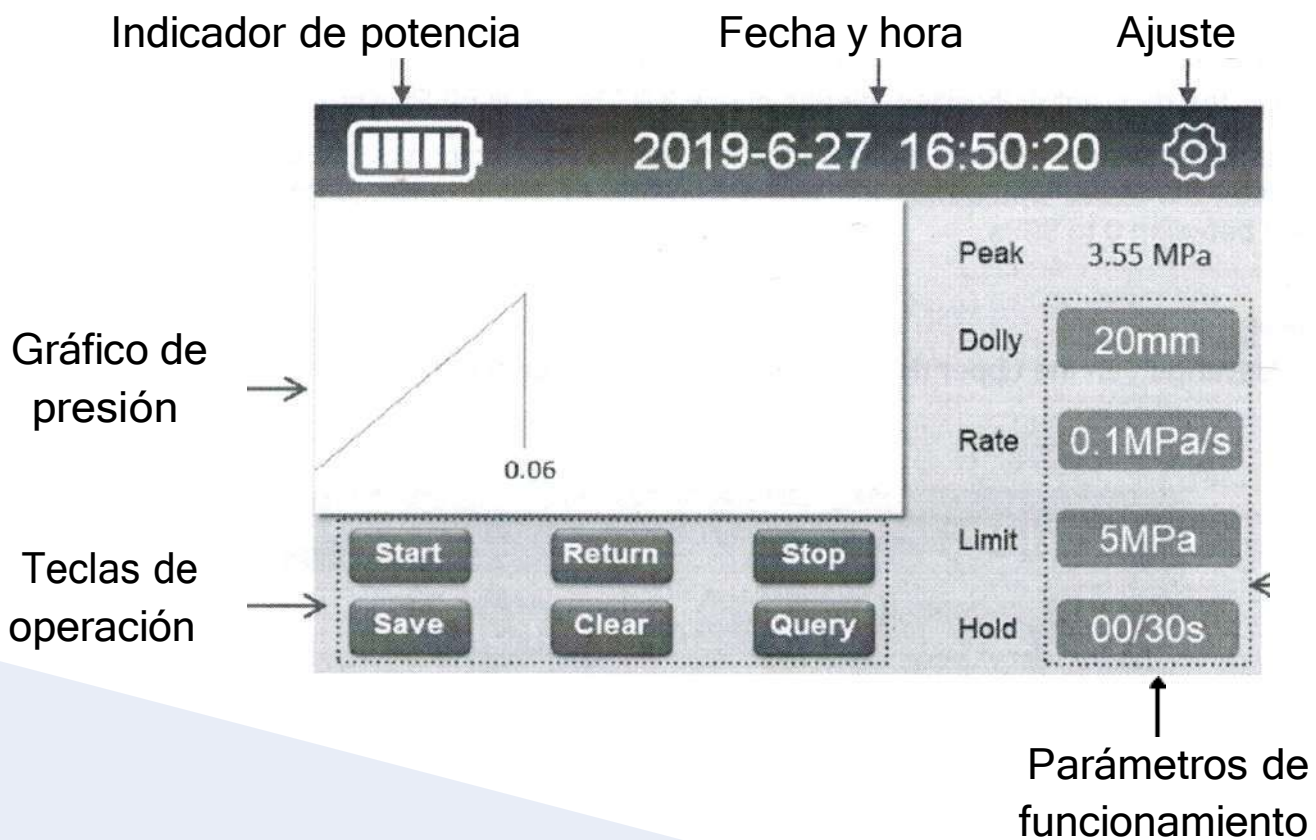 Indicador de potencia
Fecha y hora
Ajuste
2019-6-27 16:50:20
Peak 3.55 MPa
Gráfico de
presión
Dolly 20mm
Rate 0.1MPa/s
0.06
Limit 5MPa
Hold 00/30s
Teclas de
operación
Start Return Stop
Save Clear Query
Parámetros de
funcionamiento